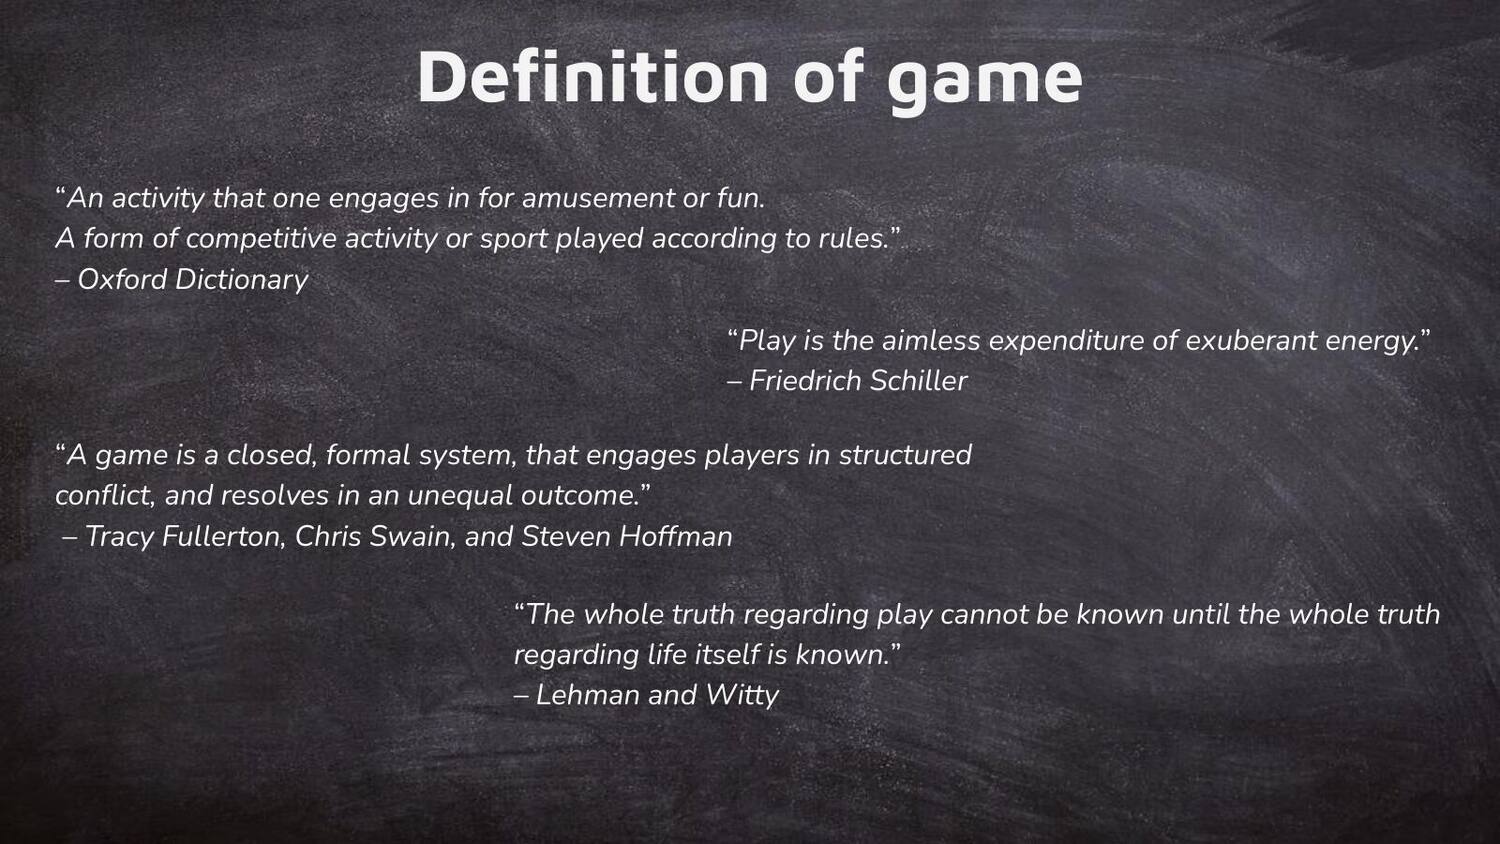 Definition of game
“An activity that one engages in for amusement or fun.
A form of competitive activity or sport played according to rules.”
– Oxford Dictionary
“Play is the aimless expenditure of exuberant energy.”
– Friedrich Schiller
“A game is a closed, formal system, that engages players in structured
conflict, and resolves in an unequal outcome.”
– Tracy Fullerton, Chris Swain, and Steven Hoffman
“The whole truth regarding play cannot be known until the whole truth
regarding life itself is known.”
– Lehman and Witty